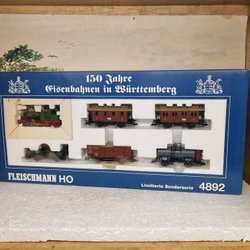 150 Jahre
Eisenbahnen in Württemberg
FLEISCHMANN HO
Limitierte Sonderserie 4892